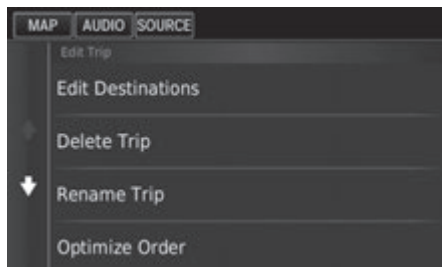 MAP AUDIO SOURCE
Edit Trip
Edit Destinations
Delete Trip
Rename Trip
Optimize Order